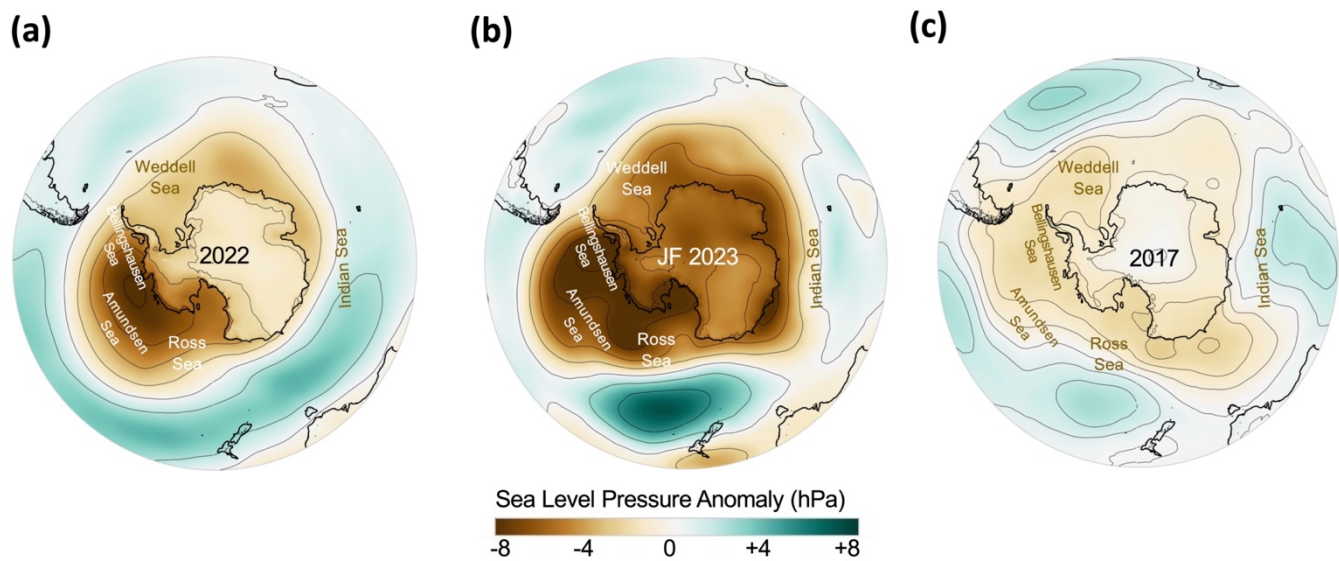 (a)
(b)
(c)
Weddell
Sea
Bellingshausen
Sea
2022
Amundsen
Sea
Ross
Sea
Indian Sea
Weddell
Sea
Bellingshausen
Sea
JF 2023
Amundsen
Sea
Ross
Sea
Indian Sea
Weddell
Sea
Bellingshausen
Sea
2017
Amundsen
Sea
Ross
Sea
Indian Sea
Sea Level Pressure Anomaly (hPa)
-8 -4 0 +4 +8